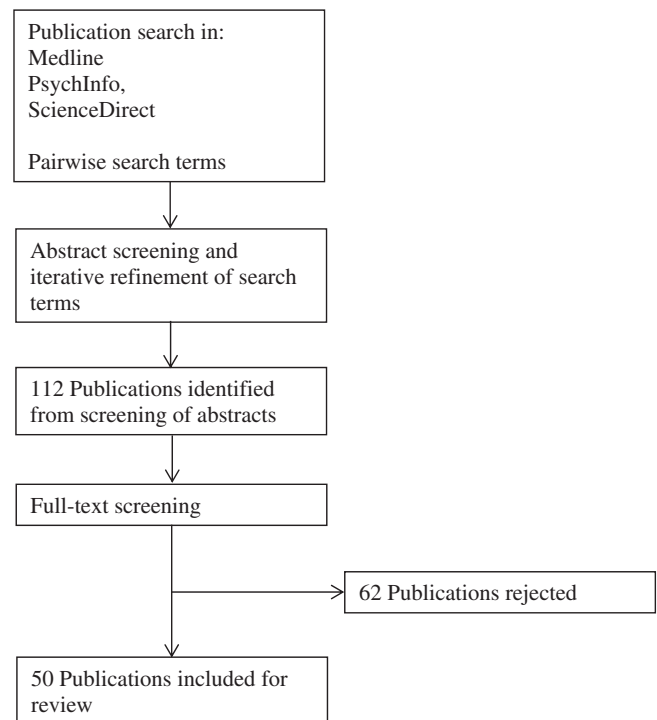 Publication search in:
Medline
PsychInfo,
ScienceDirect
Pairwise search terms
Abstract screening and
iterative refinement of search
terms
112 Publications identified
from screening of abstracts
Full-text screening
62 Publications rejected
50 Publications included for
review